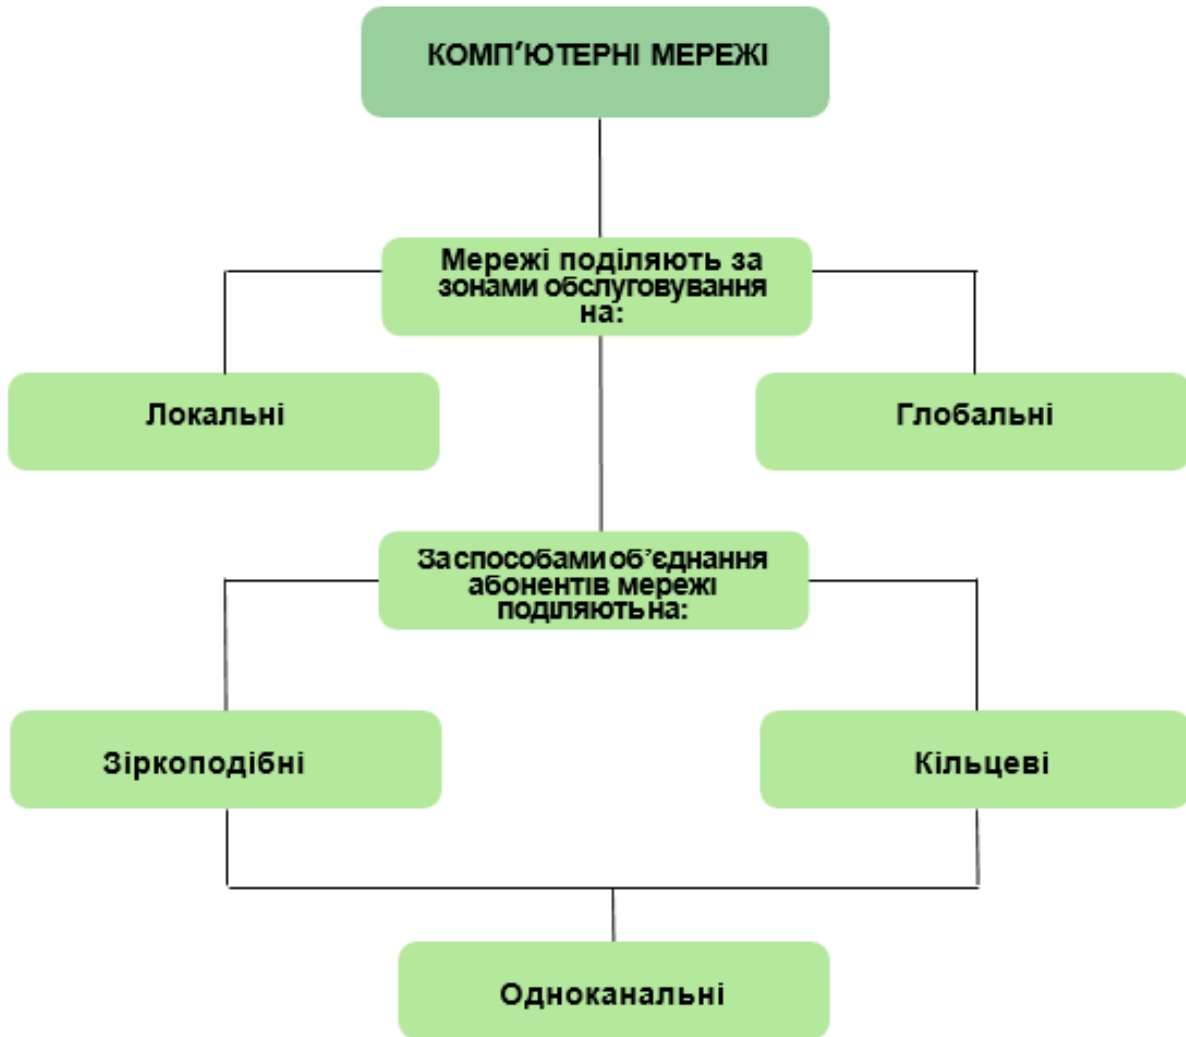 КОМП’ЮТЕРНІ МЕРЕЖІ
Мережі поділяють за
зонами обслуговування
на:
Локальні
Глобальні
За способами об’єднання
абонентів мережі
поділяють на:
Зіркоподібні
Кільцеві
Одноканальні